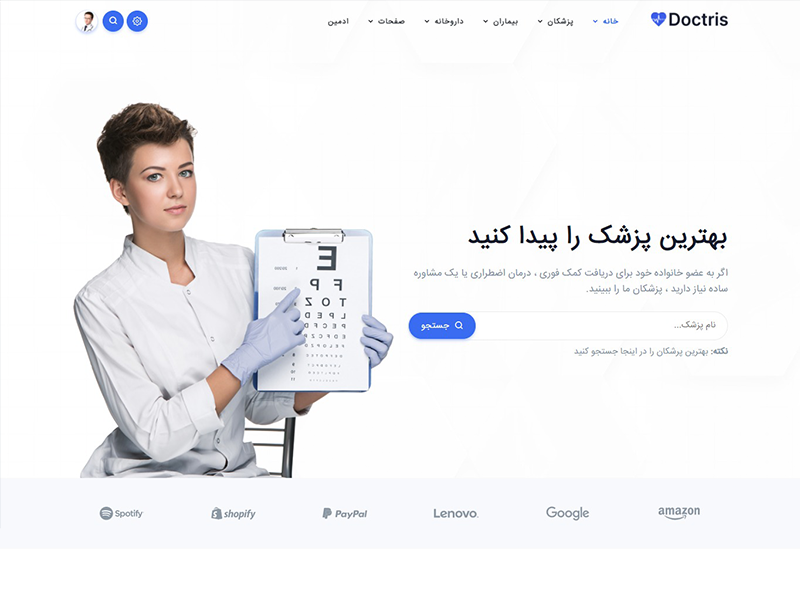 Doctris
خانه
پزشکان
بیماران
داروخانه
صفحات
ادمین
بهترین پزشک را پیدا کنید
اگر به عضو خانواده خود برای دریافت کمک فوری ، درمان اضطراری یا یک مشاوره
ساده نیاز دارید ، پزشکان ما را ببینید.
نام پزشک...
جستجو
نکته: بهترین پرشکان را در اینجا جستجو کنید
E
F P
T O Z
L P E D
P E C F D
E D F C Z P
Spotify
shopify
PayPal
Lenovo
Google
amazon